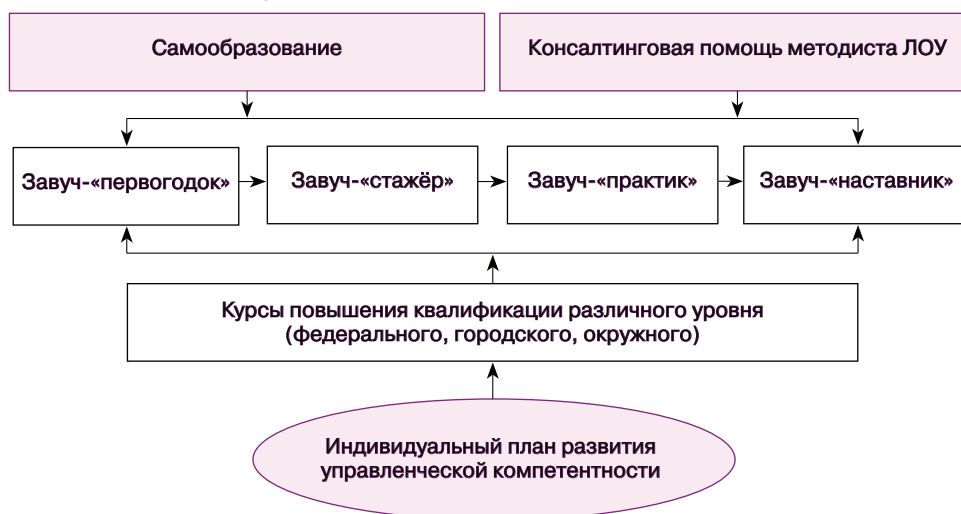 Самообразование
Консалтинговая помощь методиста ЛОУ
Завуч-«первогодок»
Завуч-«стажёр»
Завуч-«практик»
Завуч-«наставник»
Курсы повышения квалификации различного уровня
(федерального, городского, окружного)
Индивидуальный план развития
управленческой компетентности